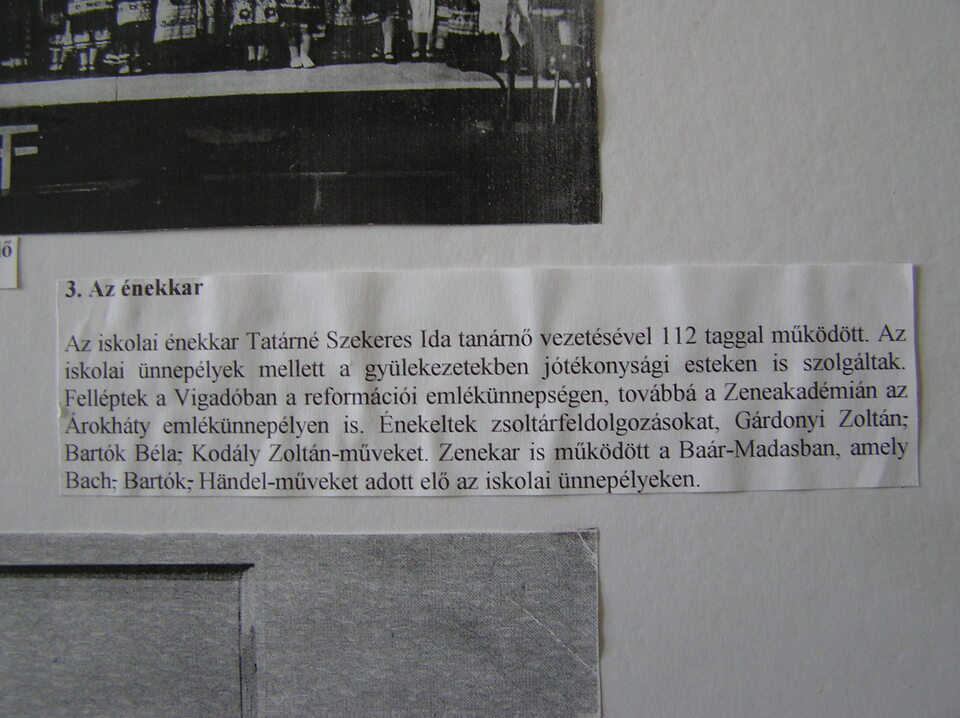 lő
3. Az énekkar
Az iskolai énekkar Tatárné Szekeres Ida tanárnő vezetésével 112 taggal működött. Az
iskolai ünnepélyek mellett a gyülekezetekben jótékonysági esteken is szolgáltak.
Felléptek a Vigadóban a reformációi emlékünnepségen, továbbá a Zeneakadémián az
Árokháty emlékünnepélyen is. Énekeltek zsoltárfeldolgozásokat, Gárdonyi Zoltán,
Bartók Béla, Kodály Zoltán-műveket. Zenekar is működött a Baár-Madasban, amely
Bach, Bartók, Händel-műveket adott elő az iskolai ünnepélyeken.